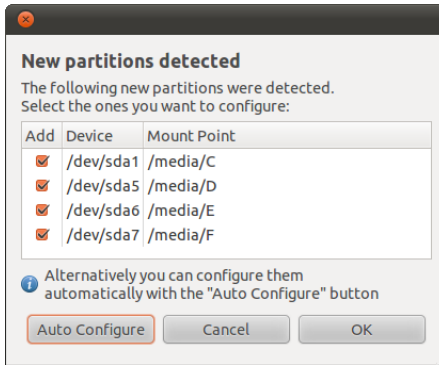 New partitions detected
The following new partitions were detected.
Select the ones you want to configure:
Add Device Mount Point
/dev/sda1 /media/C
/dev/sda5 /media/D
/dev/sda6 /media/E
/dev/sda7 /media/F
Alternatively you can configure them
automatically with the "Auto Configure" button
Auto Configure Cancel OK